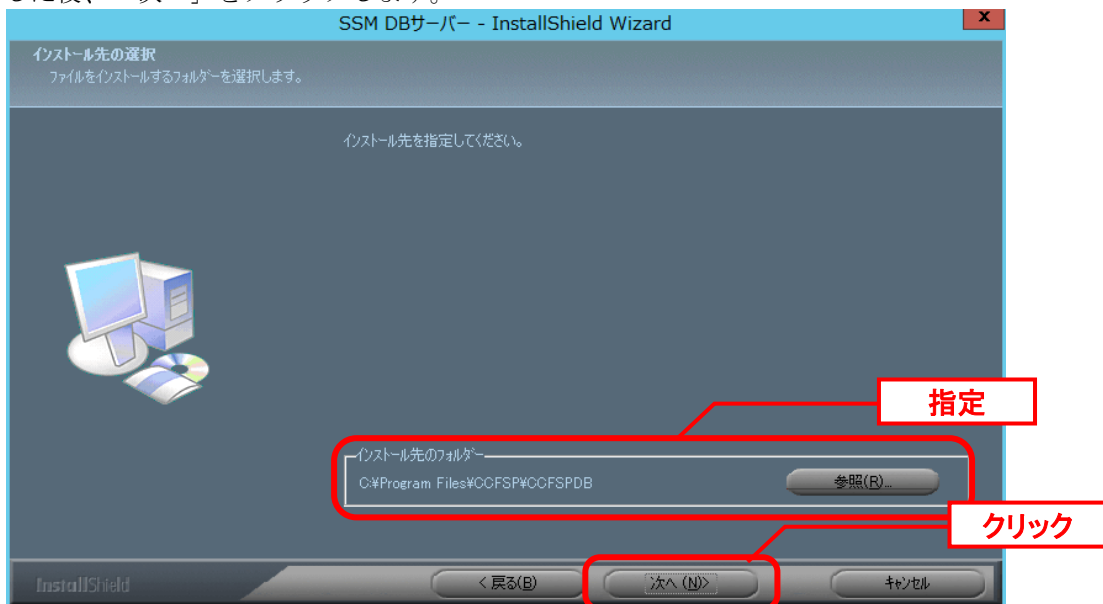 SSM DBサーバー - InstallShield Wizard
x
インストール先の選択
ファイルをインストールするフォルダーを選択します。
インストール先を指定してください。
指定
インストール先のフォルダー
C:¥Program Files¥CCFSP¥CCFSPDB
参照(R)...
クリック
InstallShield
< 戻る(B)
次へ (N)>
キャンセル